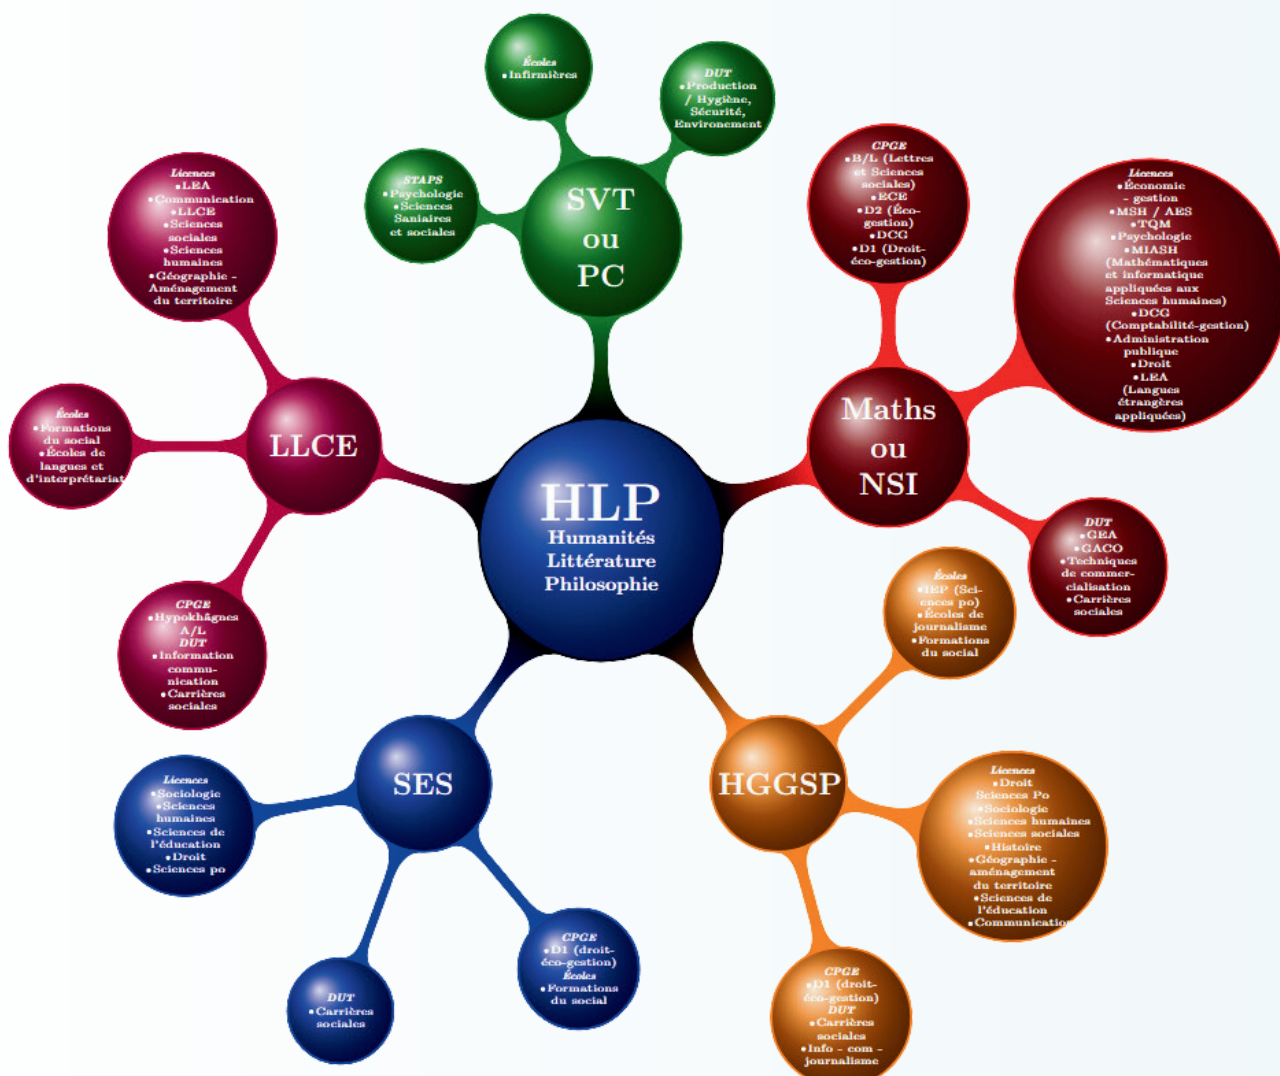 HLP
Humanités
Littérature
Philosophie
SVT
ou
PC
Écoles
•Infirmières
DUT
•Production
/ Hygiène,
Sécurité,
Environement
STAPS
•Psychologie
•Sciences
Saniaires
et sociales
Maths
ou
NSI
CPGE
•B/L (Lettres
et Sciences
sociales)
•ECE
•D2 (Éco-
gestion)
•DCG
•D1 (Droit-
éco-gestion)
Licences
•Économie
- gestion
•MSH / AES
•TQM
•Psychologie
•MIASH
(Mathématiques
et informatique
appliquées aux
Sciences humaines)
•DCG
(Comptabilité-gestion)
•Administration
publique
•Droit
•LEA
(Langues
étrangères
appliquées)
DUT
•GEA
•GACO
•Techniques
de commer-
cialisation
•Carrières
sociales
HGGSP
Écoles
•IEP (Sci-
ences po)
•Écoles de
journalisme
•Formations
du social
Licences
•Droit
Sciences Po
•Sociologie
•Sciences humaines
•Sciences sociales
•Histoire
•Géographie -
aménagement
du territoire
•Sciences de
l'éducation
•Communication
CPGE
•D1 (droit-
éco-gestion)
DUT
•Carrières
sociales
•Info - com -
journalisme
SES
CPGE
•D1 (droit-
éco-gestion)
Écoles
•Formations
du social
DUT
•Carrières
sociales
Licences
•Sociologie
•Sciences
humaines
•Sciences de
l'éducation
•Droit
•Sciences po
LLCE
CPGE
•Hypokhâgnes
A/L
DUT
•Information
commu-
nication
•Carrières
sociales
Écoles
•Formations
du social
•Écoles de
langues et
d'interprétariat
Licences
•LEA
•Communication
•LLCE
•Sciences
sociales
•Sciences
humaines
•Géographie -
Aménagement
du territoire